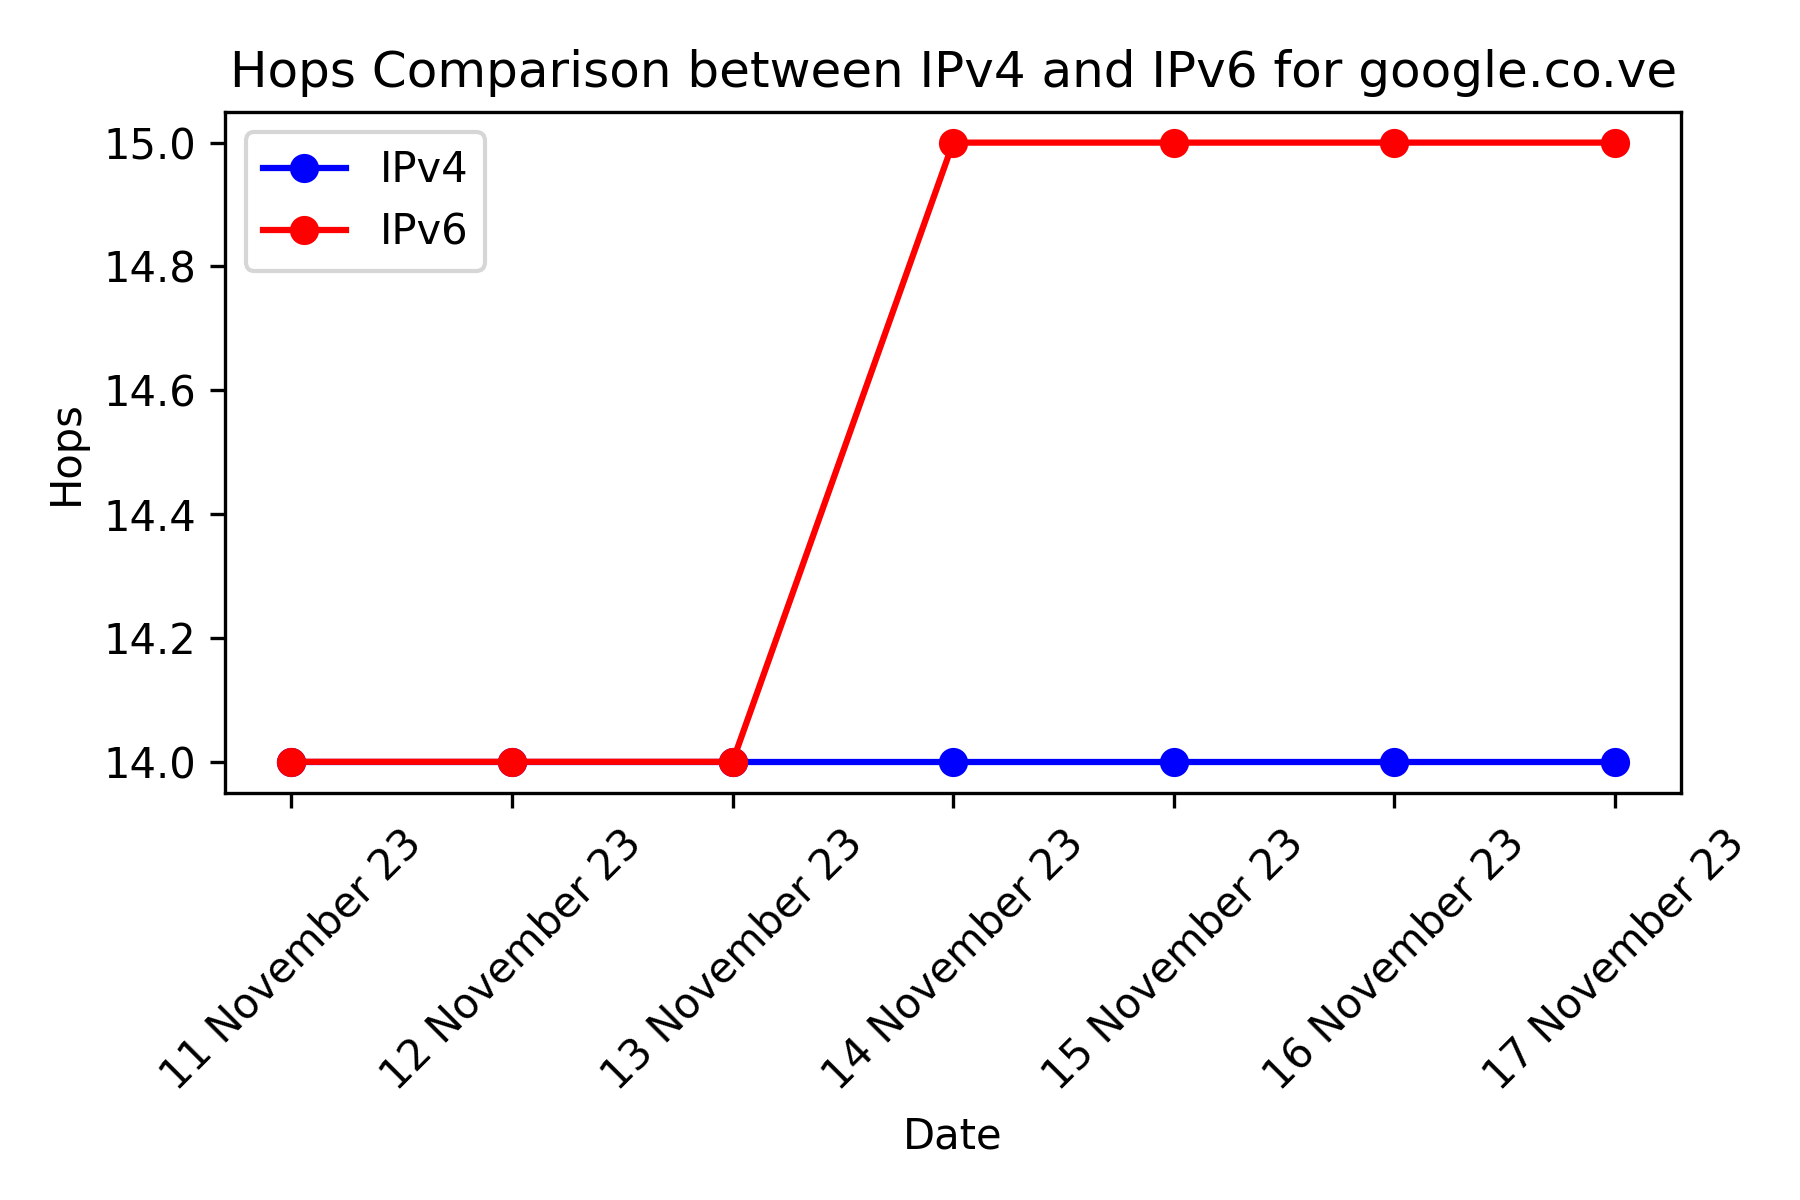 Hops Comparison between IPv4 and IPv6 for google.co.ve
IPv4
IPv6
15.0
14.8
14.6
14.4
14.2
14.0
Hops
11 November 23
12 November 23
13 November 23
14 November 23
15 November 23
16 November 23
17 November 23
Date